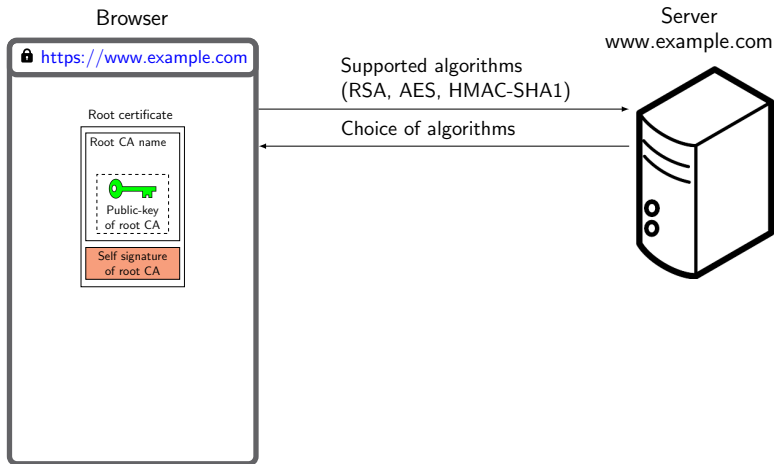 Browser
Server
www.example.com
https://www.example.com
Supported algorithms
(RSA, AES, HMAC-SHA1)
Choice of algorithms
Root certificate
Root CA name
Public-key
of root CA
Self signature
of root CA